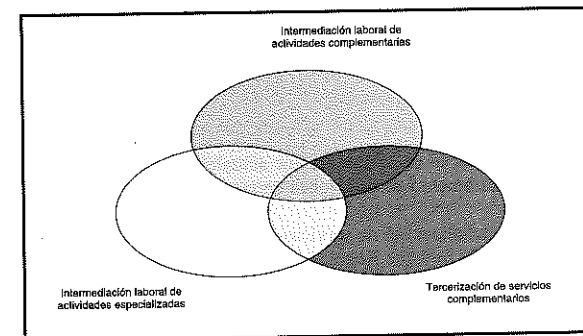 Intermediación laboral de
actividades complementarias
Intermediación laboral de
actividades especializadas
Tercerización de servicios
complementarios